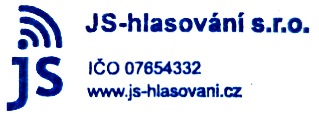 JS-hlasování s.r.o.
JS
IČO 07654332
www.js-hlasovani.cz